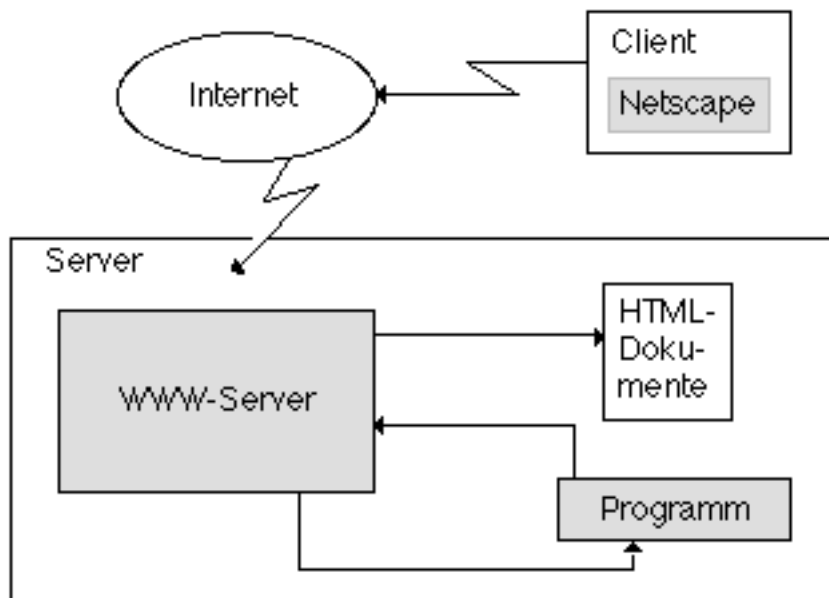 Client
Internet
Netscape
Server
HTML-
Doku-
mente
WWW-Server
Programm